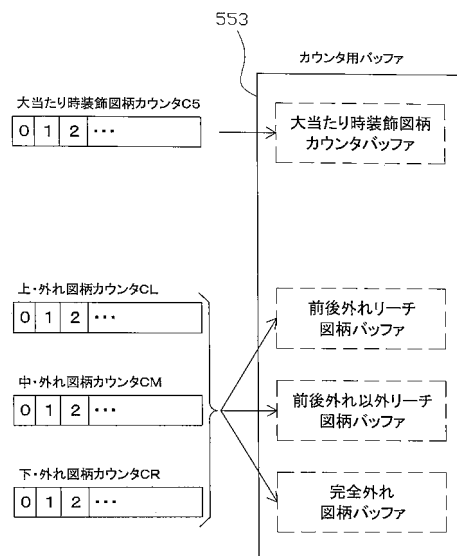 553
カウンタ用バッファ
大当たり時装飾図柄カウンタC5
0 1 2 ･･･
大当たり時装飾図柄
カウンタバッファ
上・外れ図柄カウンタCL
0 1 2 ･･･
中・外れ図柄カウンタCM
0 1 2 ･･･
下・外れ図柄カウンタCR
0 1 2 ･･･
前後外れリーチ
図柄バッファ
前後外れ以外リーチ
図柄バッファ
完全外れ
図柄バッファ